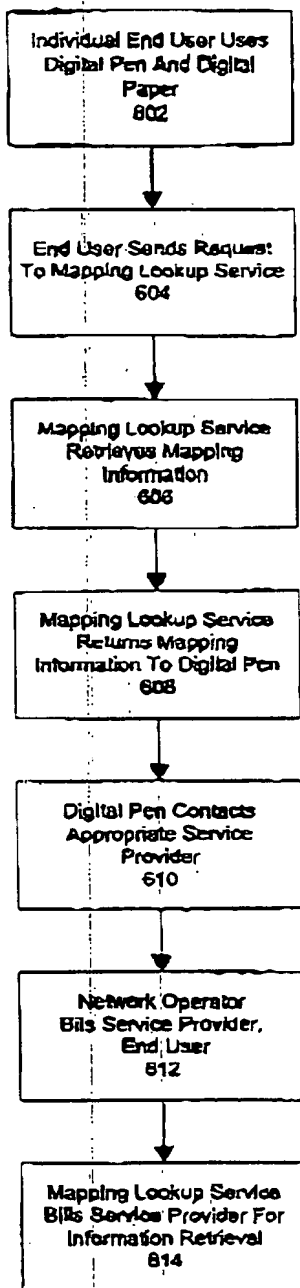 Individual End User Uses
Digital Pen And Digital
Paper
602
End User Sends Request
To Mapping Lookup Service
604
Mapping Lookup Service
Retrieves Mapping
Information
606
Mapping Lookup Service
Returns Mapping
Information To Digital Pen
608
Digital Pen Contacts
Appropriate Service
Provider
610
Network Operator
Bills Service Provider,
End User
612
Mapping Lookup Service
Bills Service Provider For
Information Retrieval
614